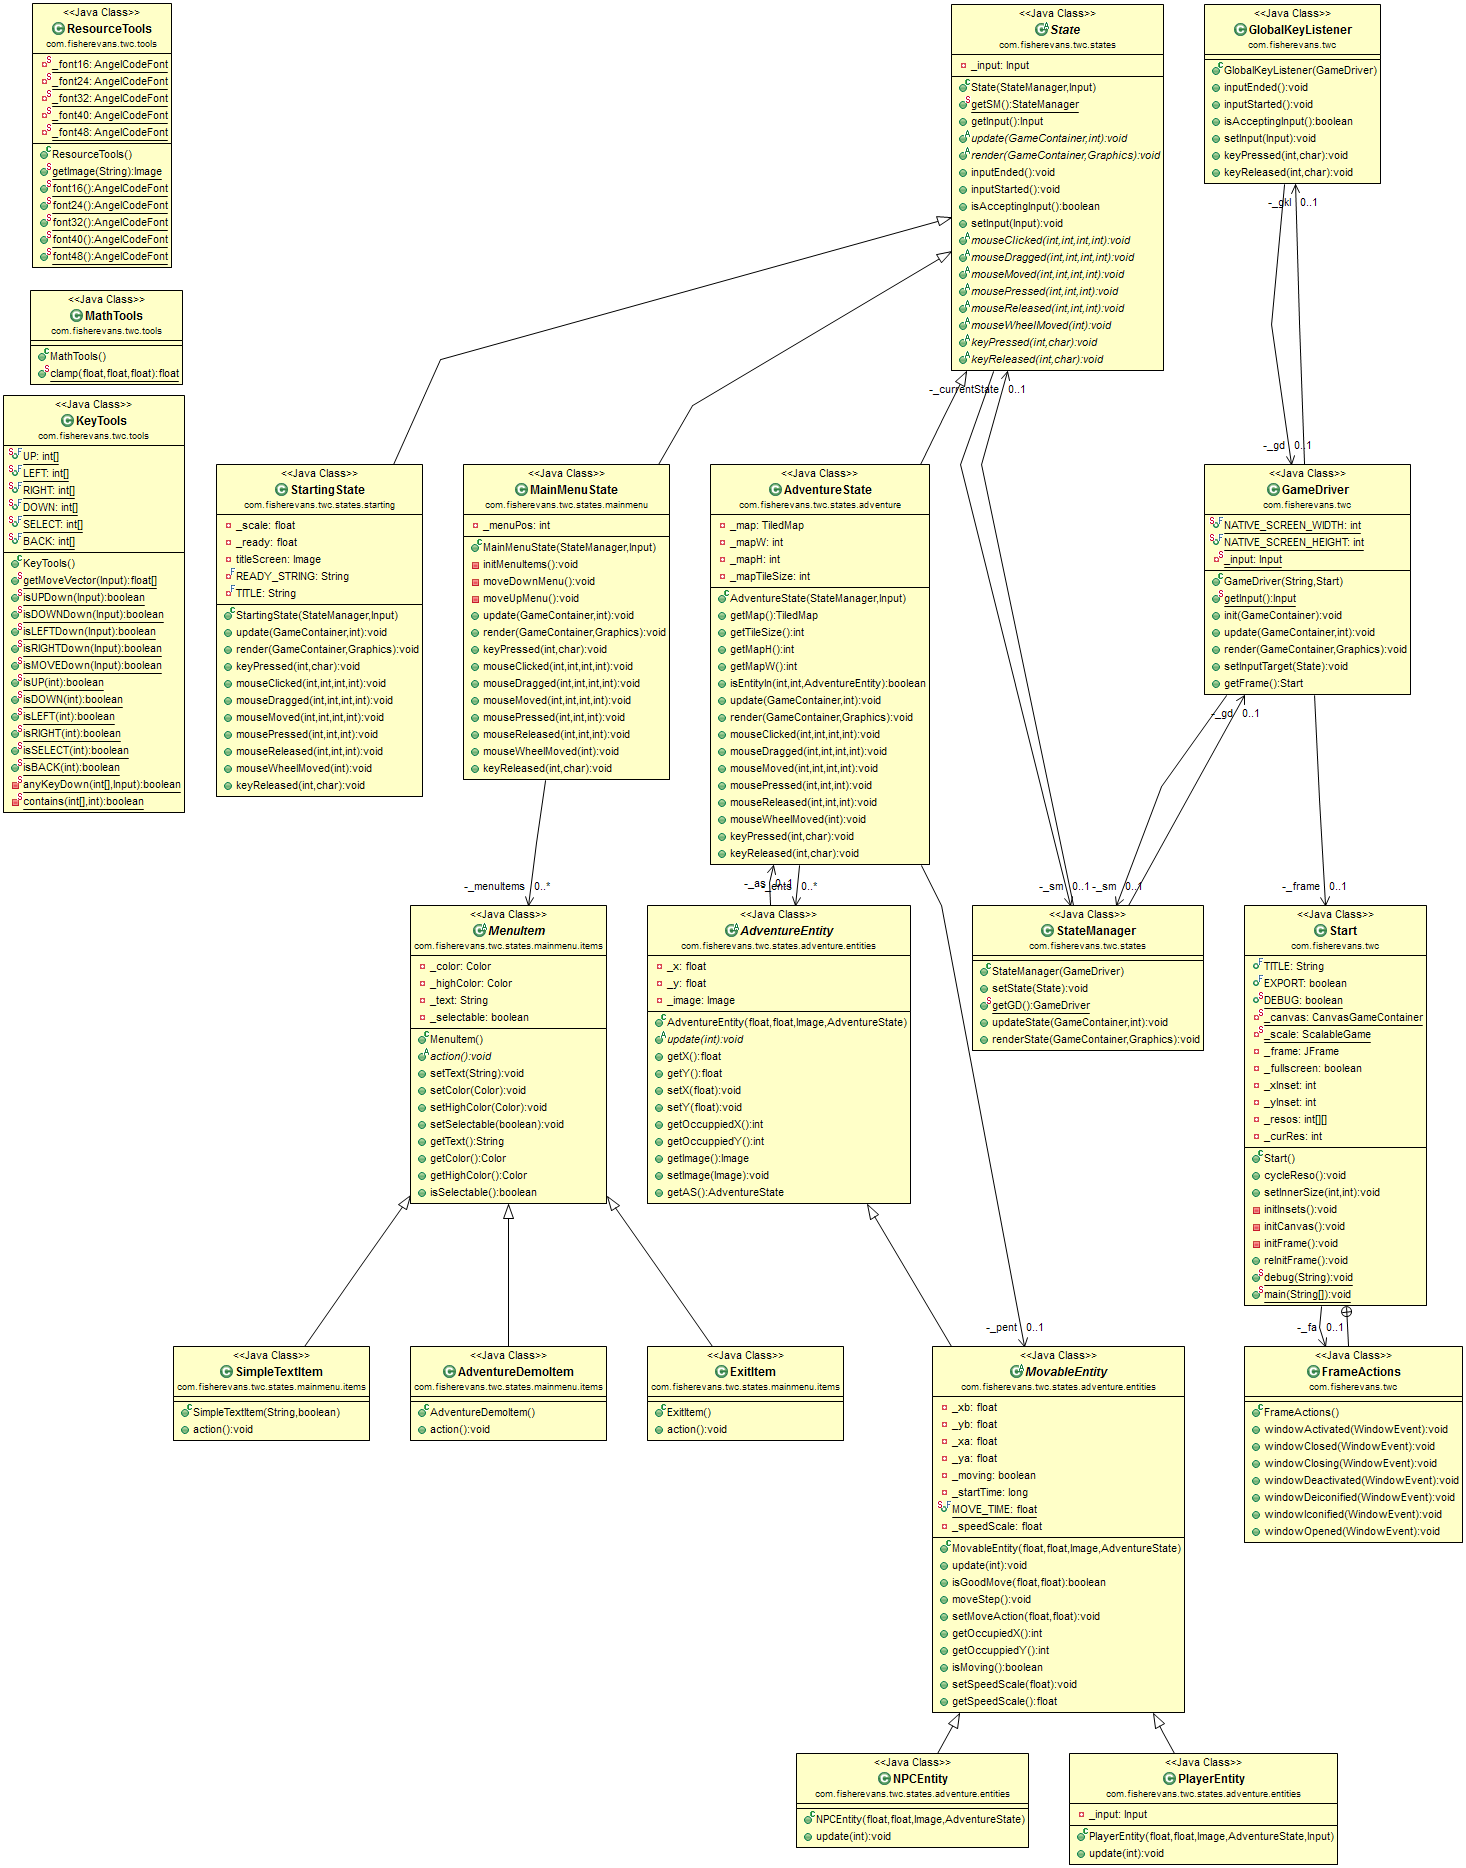 <<Java Class>>
ResourceTools
com.fisherevans.twc.tools
_font16: AngelCodeFont
_font24: AngelCodeFont
_font32: AngelCodeFont
_font40: AngelCodeFont
_font48: AngelCodeFont
ResourceTools()
getImage(String):Image
font16():AngelCodeFont
font24():AngelCodeFont
font32():AngelCodeFont
font40():AngelCodeFont
font48():AngelCodeFont
<<Java Class>>
MathTools
com.fisherevans.twc.tools
MathTools()
clamp(float,float,float):float
<<Java Class>>
KeyTools
com.fisherevans.twc.tools
UP: int[]
LEFT: int[]
RIGHT: int[]
DOWN: int[]
SELECT: int[]
BACK: int[]
KeyTools()
getMoveVector(Input):float[]
isUPDown(Input):boolean
isDOWNDown(Input):boolean
isLEFTDown(Input):boolean
isRIGHTDown(Input):boolean
isMOVEDown(Input):boolean
isUP(int):boolean
isDOWN(int):boolean
isLEFT(int):boolean
isRIGHT(int):boolean
isSELECT(int):boolean
isBACK(int):boolean
anyKeyDown(int[],Input):boolean
contains(int[],int):boolean
<<Java Class>>
State
com.fisherevans.twc.states
_input: Input
State(StateManager,Input)
getSM():StateManager
getInput():Input
update(GameContainer,int):void
render(GameContainer,Graphics):void
inputEnded():void
inputStarted():void
isAcceptingInput():boolean
setInput(Input):void
mouseClicked(int,int,int,int):void
mouseDragged(int,int,int,int):void
mouseMoved(int,int,int,int):void
mousePressed(int,int,int):void
mouseReleased(int,int,int):void
mouseWheelMoved(int):void
keyPressed(int,char):void
keyReleased(int,char):void
-_currentState 0..1
<<Java Class>>
GlobalKeyListener
com.fisherevans.twc
GlobalKeyListener(GameDriver)
inputEnded():void
inputStarted():void
isAcceptingInput():boolean
setInput(Input):void
keyPressed(int,char):void
keyReleased(int,char):void
-_gkl 0..1
-_gd 0..1
<<Java Class>>
StartingState
com.fisherevans.twc.states.starting
_scale: float
_ready: float
titleScreen: Image
READY_STRING: String
TITLE: String
StartingState(StateManager,Input)
update(GameContainer,int):void
render(GameContainer,Graphics):void
keyPressed(int,char):void
mouseClicked(int,int,int,int):void
mouseDragged(int,int,int,int):void
mouseMoved(int,int,int,int):void
mousePressed(int,int,int):void
mouseReleased(int,int,int):void
mouseWheelMoved(int):void
keyReleased(int,char):void
<<Java Class>>
MainMenuState
com.fisherevans.twc.states.mainmenu
_menuPos: int
MainMenuState(StateManager,Input)
initMenuItems():void
moveDownMenu():void
moveUpMenu():void
update(GameContainer,int):void
render(GameContainer,Graphics):void
keyPressed(int,char):void
mouseClicked(int,int,int,int):void
mouseDragged(int,int,int,int):void
mouseMoved(int,int,int,int):void
mousePressed(int,int,int):void
mouseReleased(int,int,int):void
mouseWheelMoved(int):void
keyReleased(int,char):void
-_menuItems 0..*
<<Java Class>>
AdventureState
com.fisherevans.twc.states.adventure
_map: TiledMap
_mapW: int
_mapH: int
_mapTileSize: int
AdventureState(StateManager,Input)
getMap():TiledMap
getTileSize():int
getMapH():int
getMapW():int
isEntityIn(int,int,AdventureEntity):boolean
update(GameContainer,int):void
render(GameContainer,Graphics):void
mouseClicked(int,int,int,int):void
mouseDragged(int,int,int,int):void
mouseMoved(int,int,int,int):void
mousePressed(int,int,int):void
mouseReleased(int,int,int):void
mouseWheelMoved(int):void
keyPressed(int,char):void
keyReleased(int,char):void
-_as 0..1
-_ents 0..*
<<Java Class>>
GameDriver
com.fisherevans.twc
NATIVE_SCREEN_WIDTH: int
NATIVE_SCREEN_HEIGHT: int
_input: Input
GameDriver(String,Start)
getInput():Input
init(GameContainer):void
update(GameContainer,int):void
render(GameContainer,Graphics):void
setInputTarget(State):void
getFrame():Start
-_gd 0..1
-_sm 0..1
-_sm 0..1
-_frame 0..1
<<Java Class>>
MenuItem
com.fisherevans.twc.states.mainmenu.items
_color: Color
_highColor: Color
_text: String
_selectable: boolean
MenuItem()
action():void
setText(String):void
setColor(Color):void
setHighColor(Color):void
setSelectable(boolean):void
getText():String
getColor():Color
getHighColor():Color
isSelectable():boolean
<<Java Class>>
AdventureEntity
com.fisherevans.twc.states.adventure.entities
_x: float
_y: float
_image: Image
AdventureEntity(float,float,Image,AdventureState)
update(int):void
getX():float
getY():float
setX(float):void
setY(float):void
getOccuppiedX():int
getOccuppiedY():int
getImage():Image
setImage(Image):void
getAS():AdventureState
<<Java Class>>
StateManager
com.fisherevans.twc.states
StateManager(GameDriver)
setState(State):void
getGD():GameDriver
updateState(GameContainer,int):void
renderState(GameContainer,Graphics):void
<<Java Class>>
Start
com.fisherevans.twc
TITLE: String
EXPORT: boolean
DEBUG: boolean
_canvas: CanvasGameContainer
_scale: ScalableGame
_frame: JFrame
_fullscreen: boolean
_xInset: int
_yInset: int
_resos: int[][]
_curRes: int
Start()
cycleReso():void
setInnerSize(int,int):void
initInsets():void
initCanvas():void
initFrame():void
reInitFrame():void
debug(String):void
main(String[]):void
-_pent 0..1
-_fa 0..1
<<Java Class>>
SimpleTextItem
com.fisherevans.twc.states.mainmenu.items
SimpleTextItem(String,boolean)
action():void
<<Java Class>>
AdventureDemoItem
com.fisherevans.twc.states.mainmenu.items
AdventureDemoItem()
action():void
<<Java Class>>
ExitItem
com.fisherevans.twc.states.mainmenu.items
ExitItem()
action():void
<<Java Class>>
MovableEntity
com.fisherevans.twc.states.adventure.entities
_xb: float
_yb: float
_xa: float
_ya: float
_moving: boolean
_startTime: long
MOVE_TIME: float
_speedScale: float
MovableEntity(float,float,Image,AdventureState)
update(int):void
isGoodMove(float,float):boolean
moveStep():void
setMoveAction(float,float):void
getOccupiedX():int
getOccuppiedY():int
isMoving():boolean
setSpeedScale(float):void
getSpeedScale():float
<<Java Class>>
FrameActions
com.fisherevans.twc
FrameActions()
windowActivated(WindowEvent):void
windowClosed(WindowEvent):void
windowClosing(WindowEvent):void
windowDeactivated(WindowEvent):void
windowDeiconified(WindowEvent):void
windowIconified(WindowEvent):void
windowOpened(WindowEvent):void
<<Java Class>>
NPCEntity
com.fisherevans.twc.states.adventure.entities
NPCEntity(float,float,Image,AdventureState)
update(int):void
<<Java Class>>
PlayerEntity
com.fisherevans.twc.states.adventure.entities
_input: Input
PlayerEntity(float,float,Image,AdventureState,Input)
update(int):void